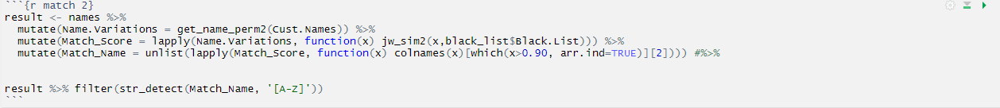 ```{r match 2}
result <- names %>%
  mutate(Name.Variations = get_name_perm2(Cust.Names)) %>%
  mutate(Match_Score = lapply(Name.Variations, function(x) jw_sim2(x,black_list$Black.List))) %>%
  mutate(Match_Name = unlist(lapply(Match_Score, function(x) colnames(x)[which(x>0.90, arr.ind=TRUE)][2]))) #%>%
result %>% filter(str_detect(Match_Name, '[A-Z]'))
```